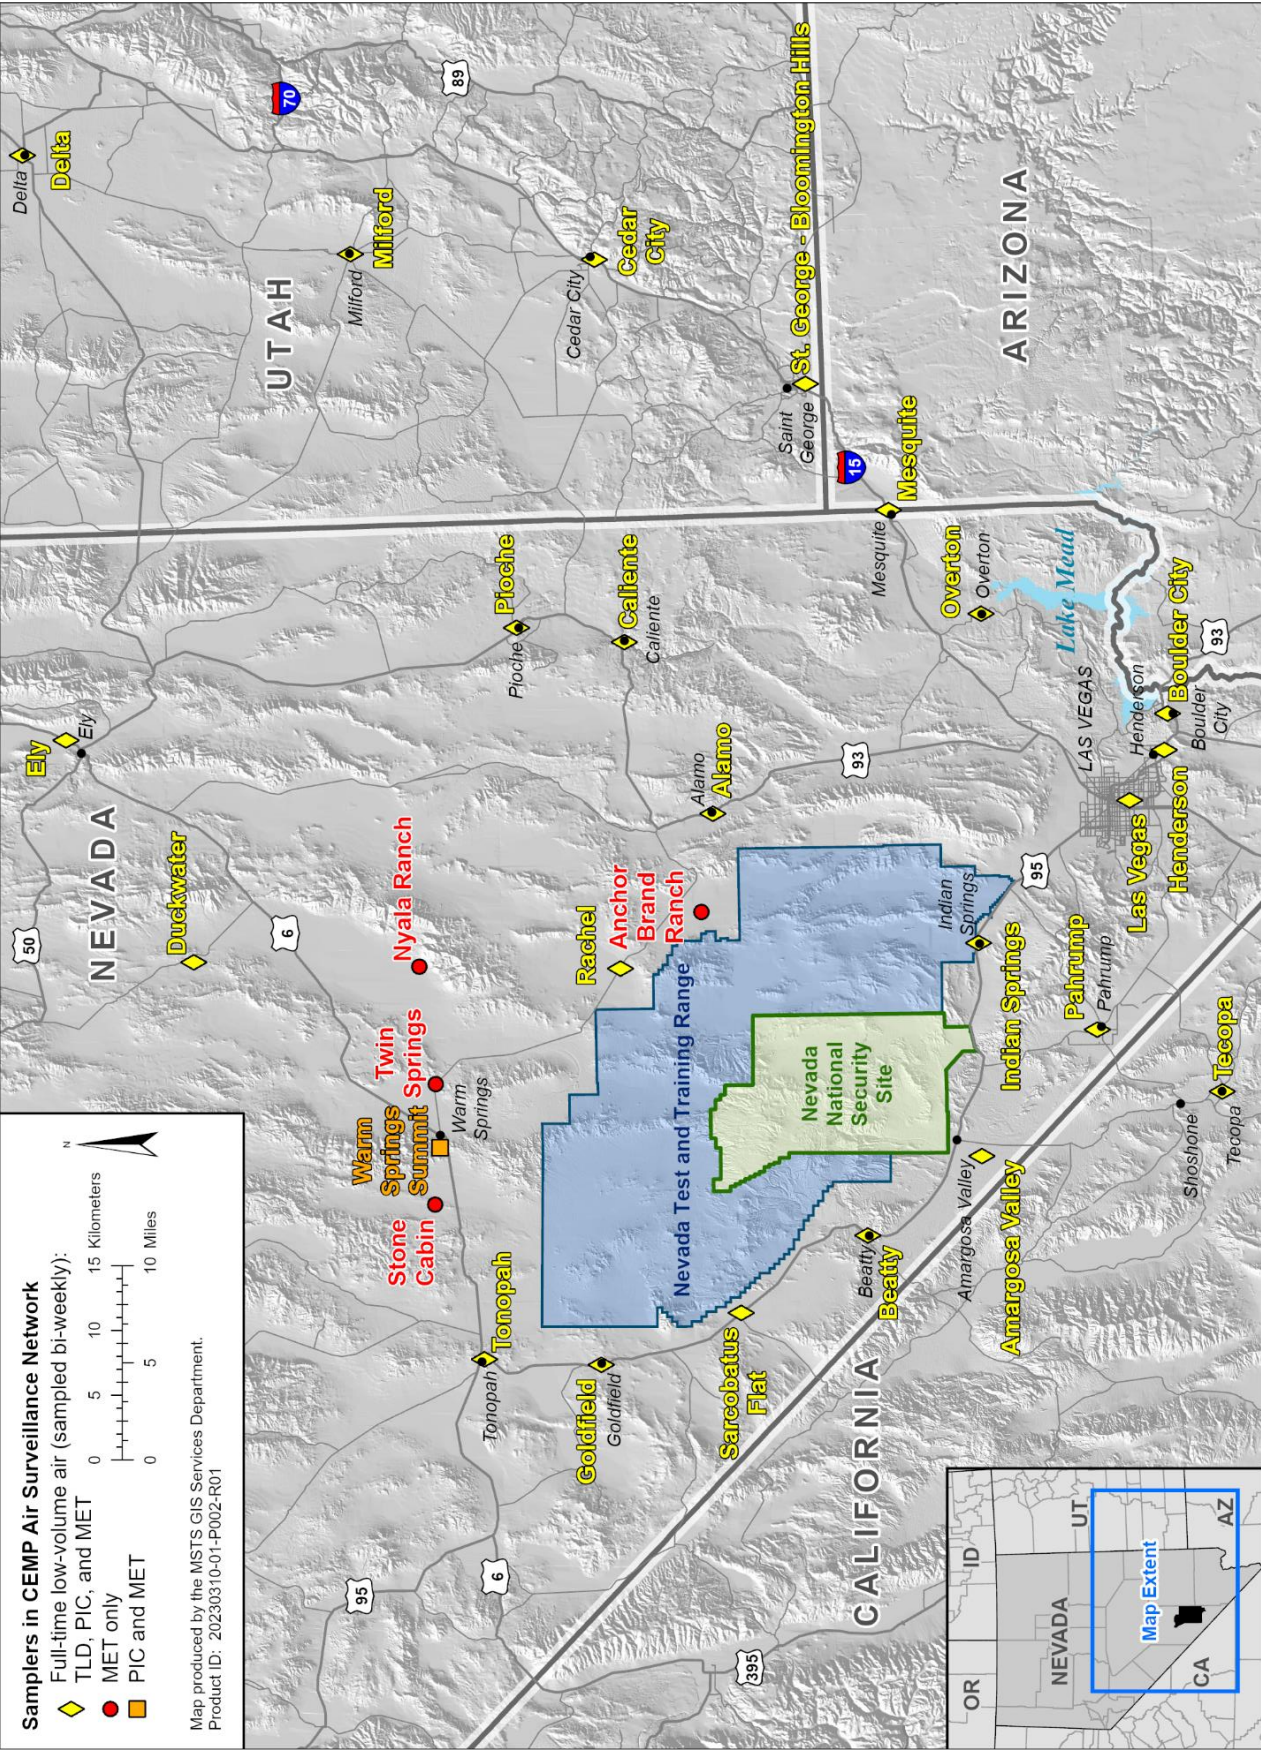 Samplers in CEMP Air Surveillance Network
Full-time low-volume air (sampled bi-weekly):
TLD, PIC, and MET
MET only
PIC and MET
0 5 10 15 Kilometers
0 5 10 Miles
N
Map produced by the MSTS GIS Services Department.
Product ID: 20230310-01-P002-R01
50
NEVADA
Ely
Ely
Delta
Delta
Duckwater
6
UTAH
70
89
Milford
Milford
Nyala Ranch
Twin
Springs
Warm
Springs
Summit
Warm
Springs
Stone
Cabin
95
6
Tonopah
Tonopah
Pioche
Pioche
Cedar City
Cedar
City
Caliente
Caliente
Rachel
Anchor
Brand
Ranch
Goldfield
Goldfield
Alamo
Alamo
Nevada Test and Training Range
Sarcobatus
Flat
395
Saint
George
St. George - Bloomington Hills
Nevada
National
Security
Site
93
15
Mesquite
Mesquite
CALIFORNIA
Beatty
Beatty
Indian
Springs
Indian Springs
Overton
Overton
ARIZONA
Amargosa Valley
Amargosa Valley
95
Lake Mead
LAS VEGAS
Pahrump
Pahrump
Las Vegas
Henderson
Henderson
Boulder City
Boulder
City
93
Shoshone
Tecopa
Tecopa
OR
ID
NEVADA
UT
Map Extent
CA
AZ